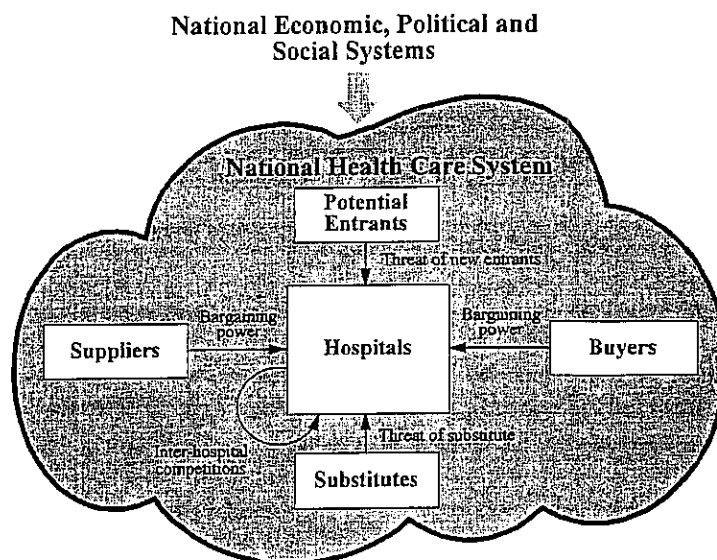 National Economic, Political and
Social Systems
National Health Care System
Potential
Entrants
Threat of new entrants
Bargaining
power
Bargaining
power
Suppliers
Hospitals
Buyers
Inter-hospital
competitions
Threat of substitute
Substitutes